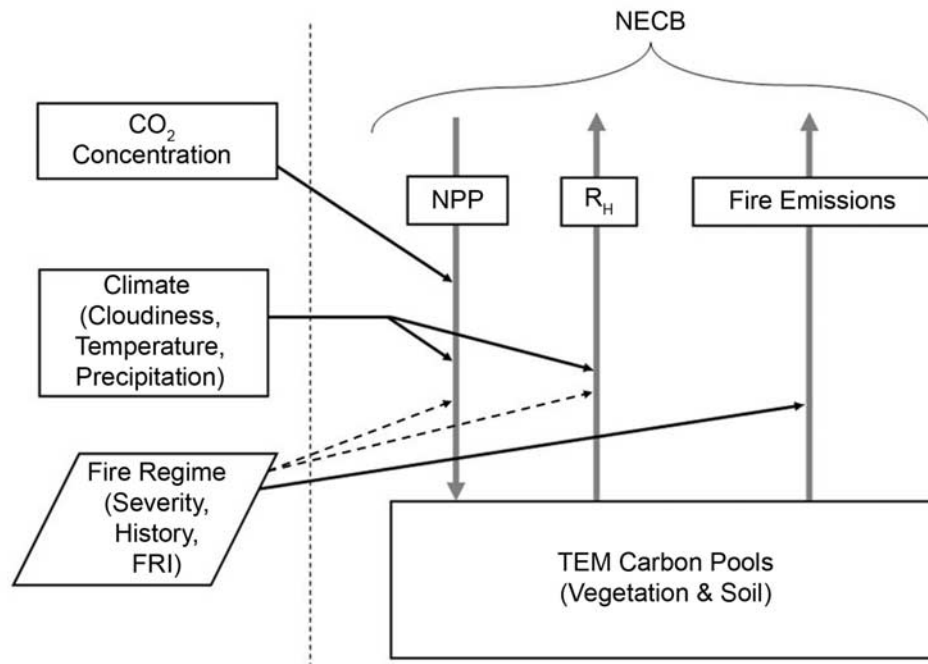 NECB
CO₂
Concentration
NPP
R_H
Fire Emissions
Climate
(Cloudiness,
Temperature,
Precipitation)
Fire Regime
(Severity,
History,
FRI)
TEM Carbon Pools
(Vegetation & Soil)